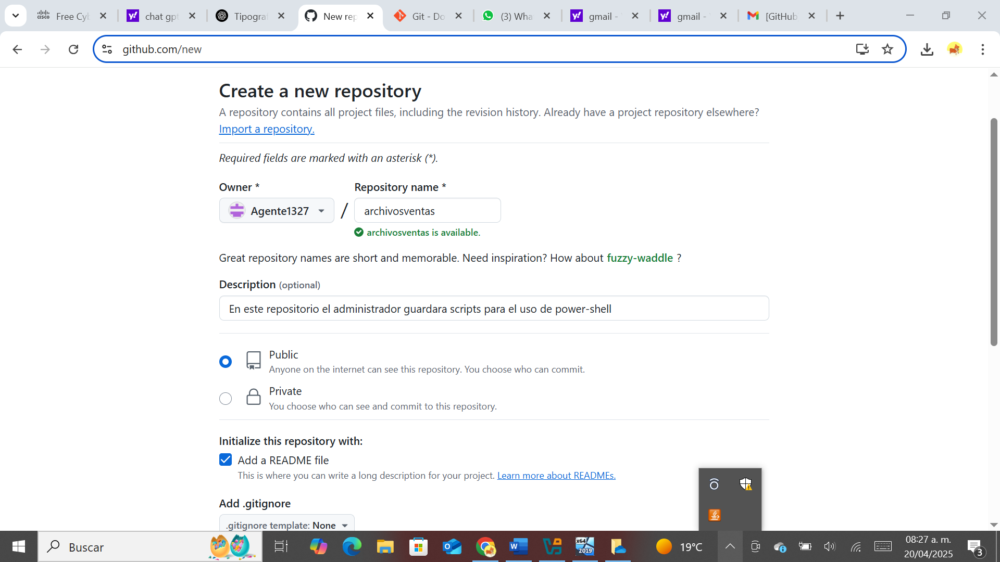 Free Cyb
chat gpt
Tipograf
New rep
Git - Do
(3) Wha
gmail -
gmail -
[GitHub
github.com/new
Create a new repository
A repository contains all project files, including the revision history. Already have a project repository elsewhere?
Import a repository.
Required fields are marked with an asterisk (*).
Owner *
Repository name *
Agente1327
/
archivosventas
archivosventas is available.
Great repository names are short and memorable. Need inspiration? How about fuzzy-waddle ?
Description (optional)
En este repositorio el administrador guardara scripts para el uso de power-shell
Public
Anyone on the internet can see this repository. You choose who can commit.
Private
You choose who can see and commit to this repository.
Initialize this repository with:
Add a README file
This is where you can write a long description for your project. Learn more about READMEs.
Add .gitignore
.gitignore template: None
Buscar
x64
2019
19°C
08:27 a. m.
20/04/2025
3